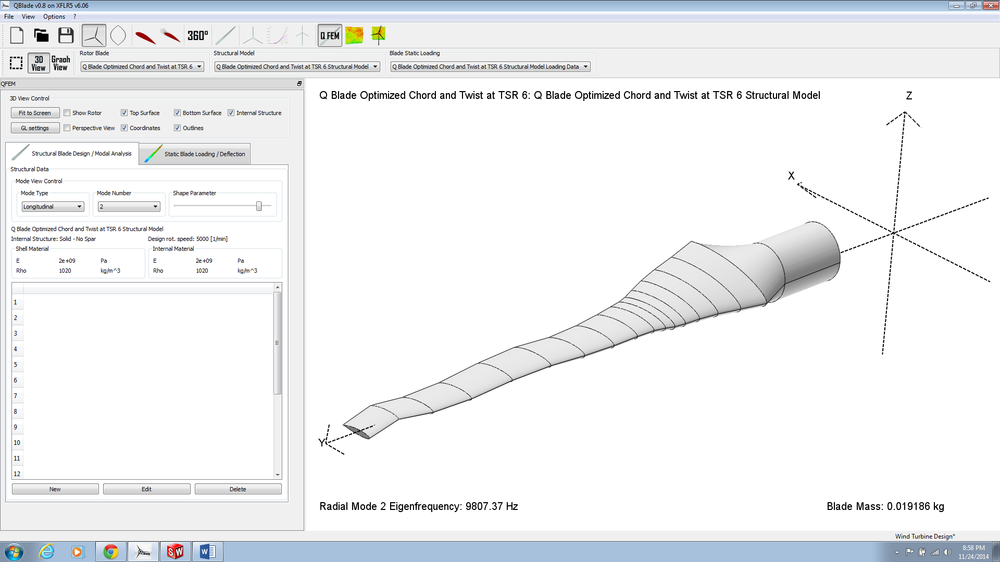 QBlade v0.8 on XFLR5 v6.06
File View Options ?
360°
Q FEM
3D View
Graph View
Rotor Blade
Q Blade Optimized Chord and Twist at TSR 6
Structural Model
Q Blade Optimized Chord and Twist at TSR 6 Structural Model
Blade Static Loading
Q Blade Optimized Chord and Twist at TSR 6 Structural Model Loading Data
QFEM
3D View Control
Fit to Screen Show Rotor Top Surface Bottom Surface Internal Structure
GL settings Perspective View Coordinates Outlines
Structural Blade Design / Modal Analysis Static Blade Loading / Deflection
Structural Data
Mode View Control
Mode Type Mode Number Shape Parameter
Longitudinal 2
Q Blade Optimized Chord and Twist at TSR 6 Structural Model
Internal Structure: Solid - No Spar Design rot. speed: 5000 [1/min]
Shell Material Internal Material
E 2e+09 Pa E 2e+09 Pa
Rho 1020 kg/m^3 Rho 1020 kg/m^3
1
2
3
4
5
6
7
8
9
10
11
12
New Edit Delete
Q Blade Optimized Chord and Twist at TSR 6: Q Blade Optimized Chord and Twist at TSR 6 Structural Model
Z
X
Y
Radial Mode 2 Eigenfrequency: 9807.37 Hz
Blade Mass: 0.019186 kg
Wind Turbine Design*
Blade
SW
W
8:58 PM
11/24/2014